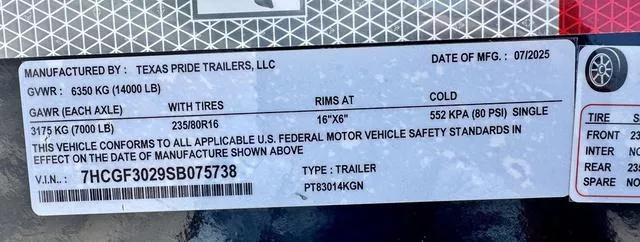 MANUFACTURED BY : TEXAS PRIDE TRAILERS, LLC DATE OF MFG. : 07/2025
GVWR : 6350 KG (14000 LB)
GAWR (EACH AXLE) WITH TIRES RIMS AT COLD
3175 KG (7000 LB) 235/80R16 16"X6" 552 KPA (80 PSI) SINGLE
THIS VEHICLE CONFORMS TO ALL APPLICABLE U.S. FEDERAL MOTOR VEHICLE SAFETY STANDARDS IN
EFFECT ON THE DATE OF MANUFACTURE SHOWN ABOVE
V.I.N.: 7HCGF3029SB075738 TYPE : TRAILER
PT83014KGN
TIRE
FRONT
INTER
REAR
SPARE